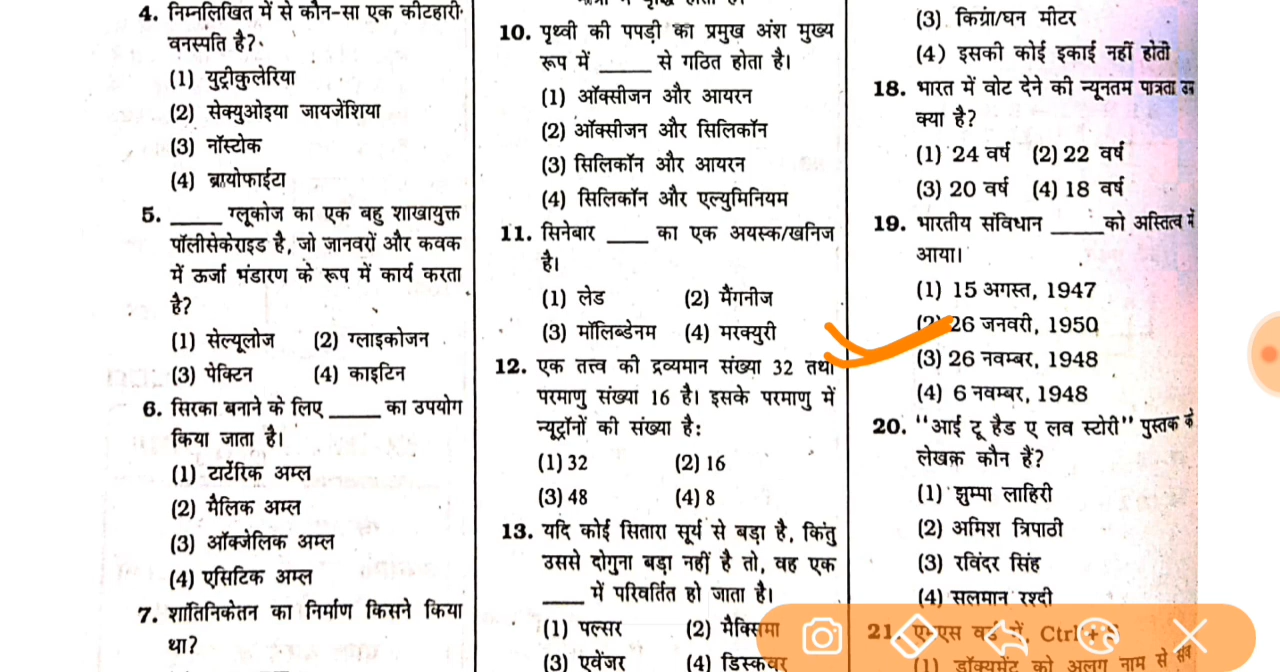 4. निम्नलिखित में से कौन-सा एक कीटहारी
वनस्पति है?
(1) युट्रीकुलेरिया
(2) सेक्युओइया जायजेंशिया
(3) नॉस्टोक
(4) ब्रायोफाईटा
5. _____ ग्लूकोज का एक बहु शाखायुक्त
पॉलीसेकेराइड है, जो जानवरों और कवक
में ऊर्जा भंडारण के रूप में कार्य करता
है?
(1) सेल्यूलोज (2) ग्लाइकोजन
(3) पेक्टिन (4) काइटिन
6. सिरका बनाने के लिए _____ का उपयोग
किया जाता है।
(1) टार्टेरिक अम्ल
(2) मैलिक अम्ल
(3) ऑक्जेलिक अम्ल
(4) एसिटिक अम्ल
7. शांतिनिकेतन का निर्माण किसने किया
था?
10. पृथ्वी की पपड़ी का प्रमुख अंश मुख्य
रूप में _____ से गठित होता है।
(1) ऑक्सीजन और आयरन
(2) ऑक्सीजन और सिलिकॉन
(3) सिलिकॉन और आयरन
(4) सिलिकॉन और एल्युमिनियम
11. सिनेबार ____ का एक अयस्क/खनिज
है।
(1) लेड (2) मैंगनीज
(3) मॉलिब्डेनम (4) मरक्युरी
12. एक तत्त्व की द्रव्यमान संख्या 32 तथा
परमाणु संख्या 16 है। इसके परमाणु में
न्यूट्रॉनों की संख्या है:
(1) 32 (2) 16
(3) 48 (4) 8
13. यदि कोई सितारा सूर्य से बड़ा है, किंतु
उससे दोगुना बड़ा नहीं है तो, वह एक
____ में परिवर्तित हो जाता है।
(1) पल्सर (2) मैक्सिमा
(3) एवेंजर (4) डिस्कवर
(3) किग्रा/घन मीटर
(4) इसकी कोई इकाई नहीं होती
18. भारत में वोट देने की न्यूनतम पात्रता
क्या है?
(1) 24 वर्ष (2) 22 वर्ष
(3) 20 वर्ष (4) 18 वर्ष
19. भारतीय संविधान _____ को अस्तित्व में
आया।
(1) 15 अगस्त, 1947
(2) 26 जनवरी, 1950
(3) 26 नवम्बर, 1948
(4) 6 नवम्बर, 1948
20. "आई टू हैड ए लव स्टोरी" पुस्तक के
लेखक कौन हैं?
(1) झुम्पा लाहिरी
(2) अमिश त्रिपाठी
(3) रविंदर सिंह
(4) सलमान रश्दी
21. एमएस में, Ctrl +
(1) डॉक्यमेंट को अलग नाम से